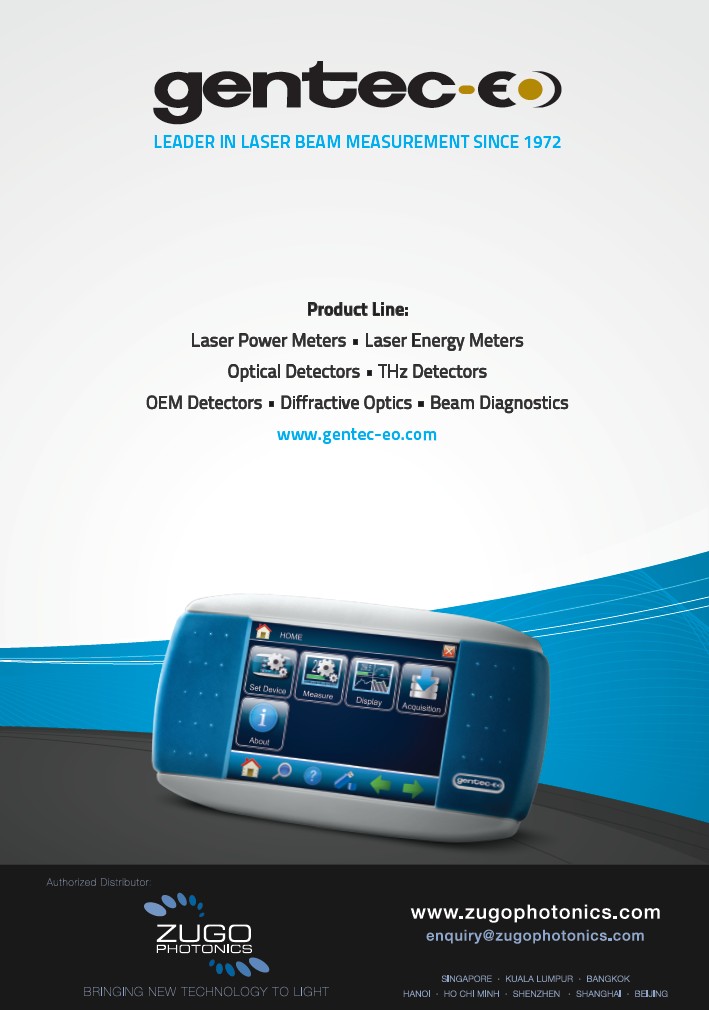 gentec-eo
LEADER IN LASER BEAM MEASUREMENT SINCE 1972
Product Line:
Laser Power Meters ▪ Laser Energy Meters
Optical Detectors ▪ THz Detectors
OEM Detectors ▪ Diffractive Optics ▪ Beam Diagnostics
www.gentec-eo.com
HOME
Set Device Measure Display Acquisition
About
gentec-eo
Authorized Distributor:
ZUGO
PHOTONICS
BRINGING NEW TECHNOLOGY TO LIGHT
www.zugophotonics.com
enquiry@zugophotonics.com
SINGAPORE · KUALA LUMPUR · BANGKOK
HANOI · HO CHI MINH · SHENZHEN · SHANGHAI · BEIJING